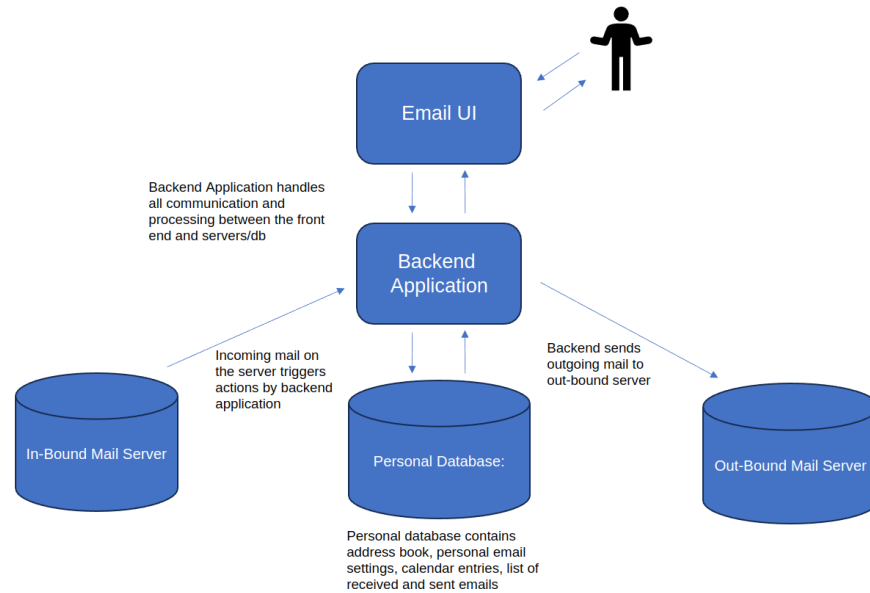 Email UI
Backend Application handles
all communication and
processing between the front
end and servers/db
Backend
Application
Incoming mail on
the server triggers
actions by backend
application
Backend sends
outgoing mail to
out-bound server
In-Bound Mail Server
Personal Database:
Out-Bound Mail Server
Personal database contains
address book, personal email
settings, calendar entries, list of
received and sent emails